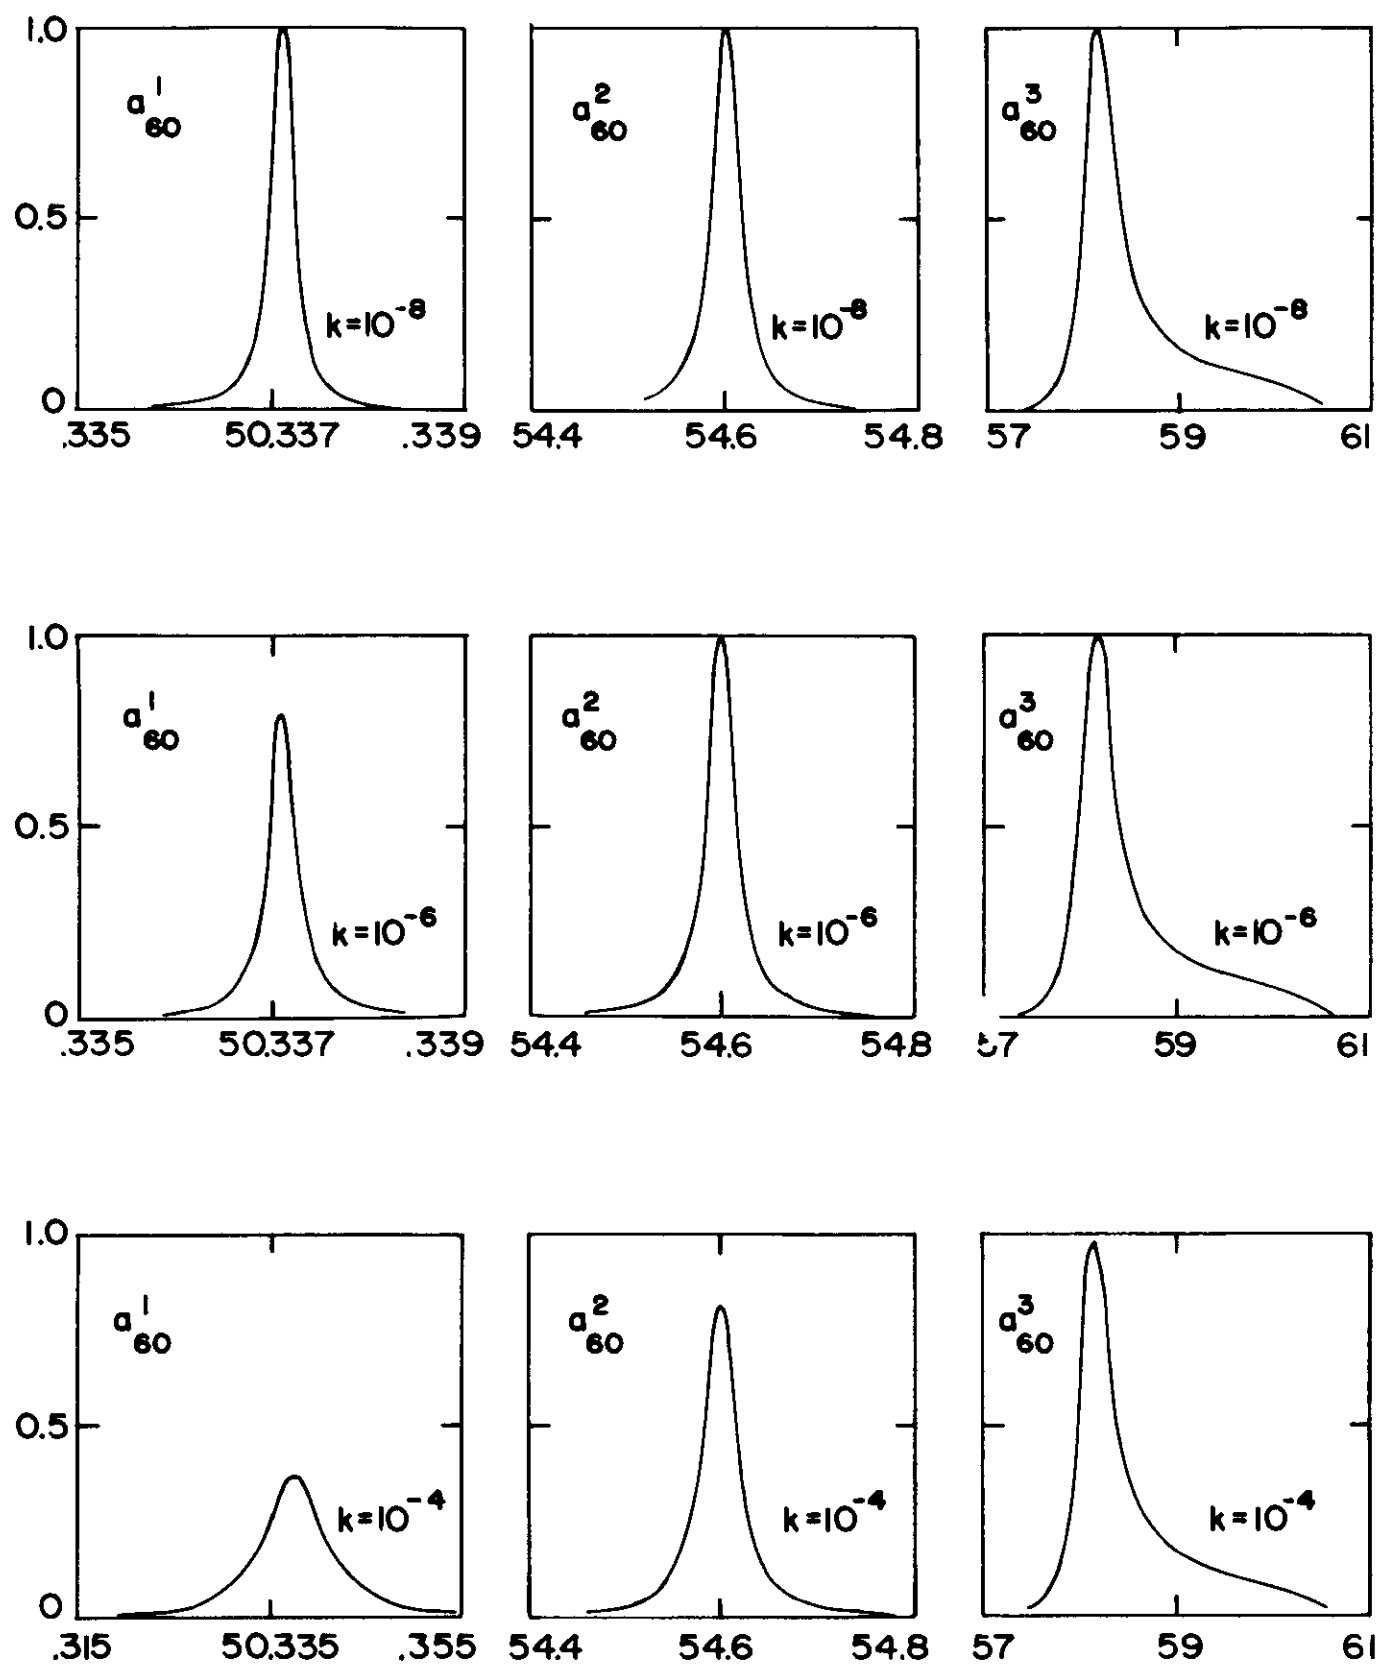 1.0
0.5
0
a¹₆₀
k=10⁻⁸
.335 50.337 .339
a²₆₀
k=10⁻⁸
54.4 54.6 54.8
a³₆₀
k=10⁻⁸
57 59 61
1.0
0.5
0
a¹₆₀
k=10⁻⁶
.335 50.337 .339
a²₆₀
k=10⁻⁶
54.4 54.6 54.8
a³₆₀
k=10⁻⁶
57 59 61
1.0
0.5
0
a¹₆₀
k=10⁻⁴
.315 50.335 .355
a²₆₀
k=10⁻⁴
54.4 54.6 54.8
a³₆₀
k=10⁻⁴
57 59 61